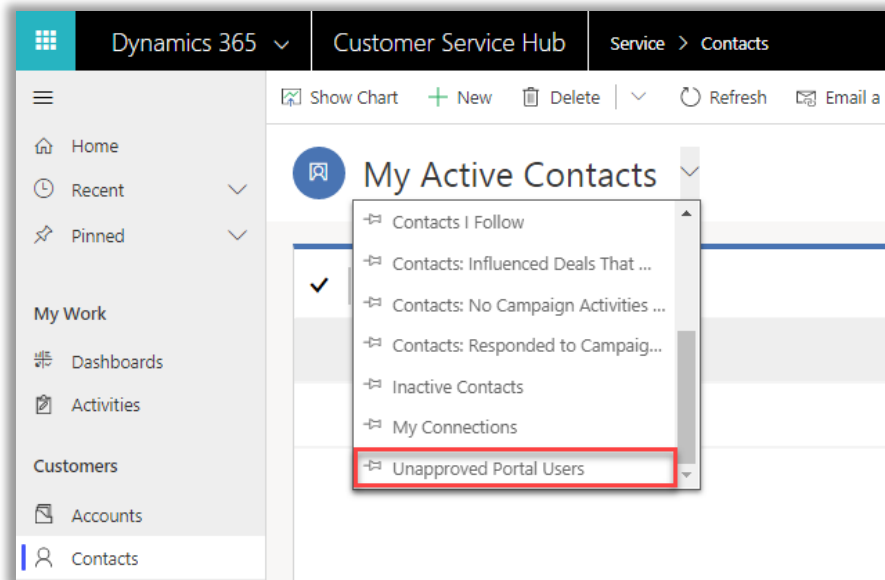 Dynamics 365
Customer Service Hub
Service > Contacts
Show Chart
New
Delete
Refresh
Email a
Home
Recent
Pinned
My Work
Dashboards
Activities
Customers
Accounts
Contacts
My Active Contacts
Contacts I Follow
Contacts: Influenced Deals That ...
Contacts: No Campaign Activities ...
Contacts: Responded to Campaig...
Inactive Contacts
My Connections
Unapproved Portal Users